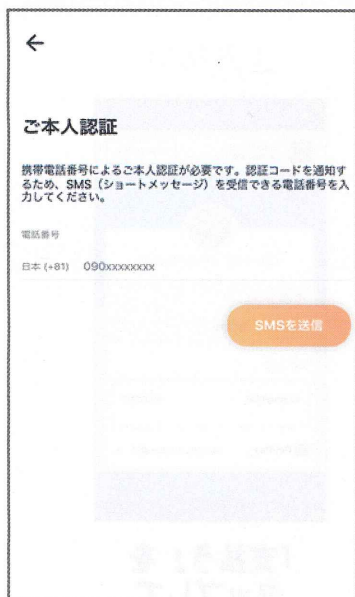 ご本人認証
携帯電話番号によるご本人認証が必要です。認証コードを通知す
るため、SMS（ショートメッセージ）を受信できる電話番号を入
力してください。
電話番号
日本 (+81) 090xxxxxxxx
SMSを送信